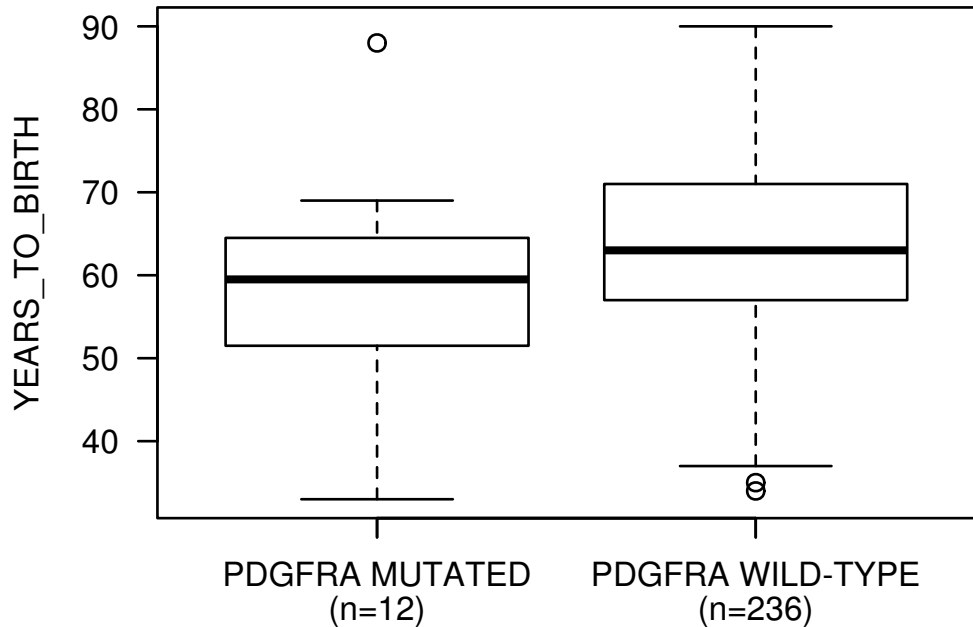 YEARS_TO_BIRTH
90
80
70
60
50
40
PDGFRA MUTATED
(n=12)
PDGFRA WILD-TYPE
(n=236)